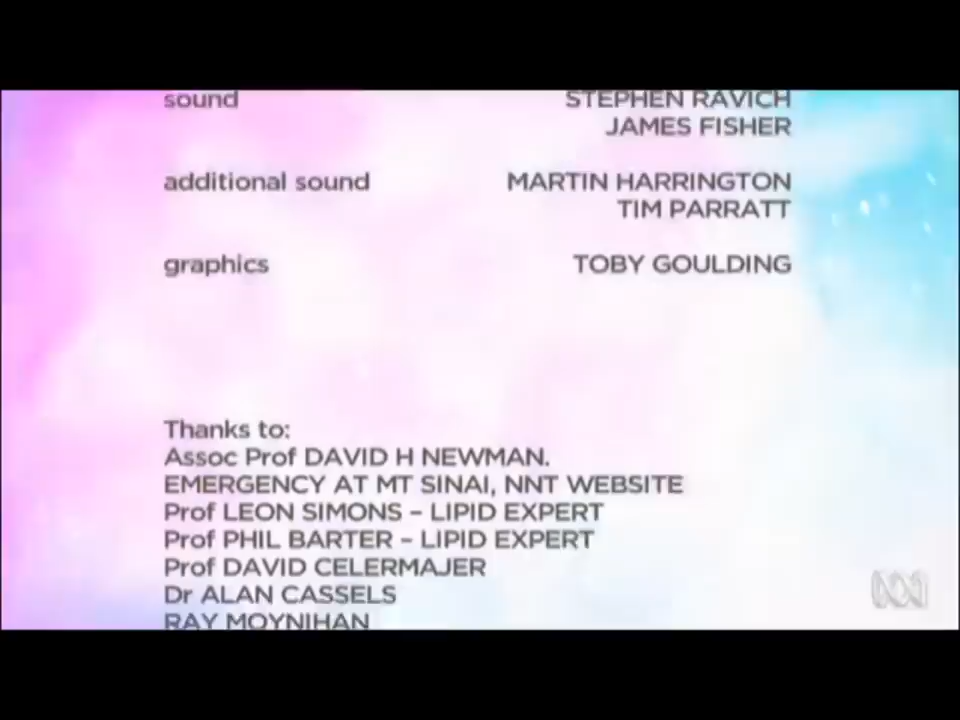 sound STEPHEN RAVICH
JAMES FISHER
additional sound MARTIN HARRINGTON
TIM PARRATT
graphics TOBY GOULDING
Thanks to:
Assoc Prof DAVID H NEWMAN.
EMERGENCY AT MT SINAI, NNT WEBSITE
Prof LEON SIMONS – LIPID EXPERT
Prof PHIL BARTER – LIPID EXPERT
Prof DAVID CELERMAJER
Dr ALAN CASSELS
RAY MOYNIHAN